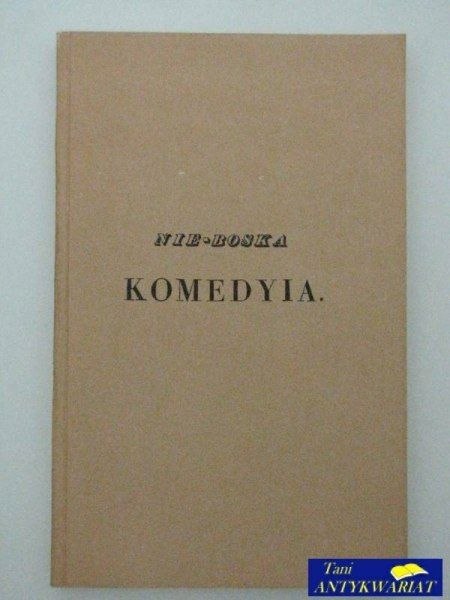 NIE-BOSKA
KOMEDYIA.
Tani
ANTYKWARIAT